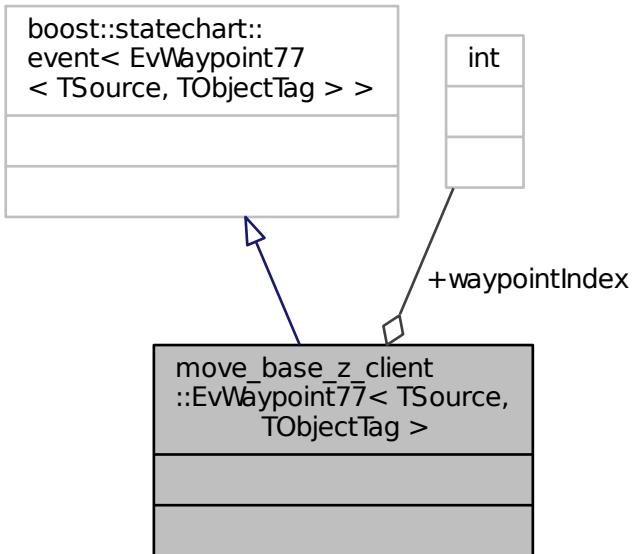 boost::statechart::
event< EvWaypoint77
< TSource, TObjectTag > >
int
+waypointIndex
move_base_z_client
::EvWaypoint77< TSource,
TObjectTag >